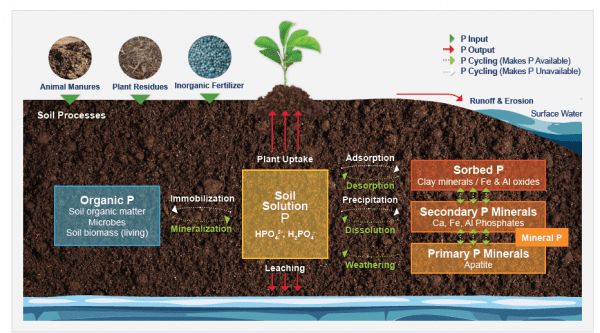 P Input
P Output
P Cycling (Makes P Available)
P Cycling (Makes P Unavailable)
Animal Manures
Plant Residues
Inorganic Fertilizer
Runoff & Erosion
Surface Water
Soil Processes
Plant Uptake
Adsorption
Desorption
Sorbed P
Clay minerals / Fe & Al oxides
Organic P
Soil organic matter
Microbes
Soil biomass (living)
Immobilization
Mineralization
Soil
Solution
P
HPO₄²⁻, H₂PO₄⁻
Precipitation
Dissolution
Secondary P Minerals
Ca, Fe, Al Phosphates
Mineral P
Weathering
Primary P Minerals
Apatite
Leaching